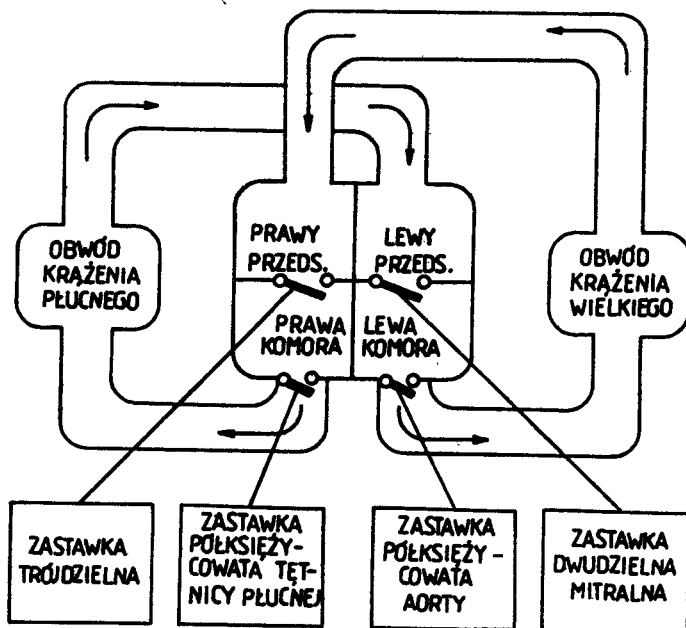 PRAWY
PRZEDS.
LEWY
PRZEDS.
OBWÓD
KRĄŻENIA
PŁUCNEGO
OBWÓD
KRĄŻENIA
WIELKIEGO
PRAWA
KOMORA
LEWA
KOMORA
ZASTAWKA
TRÓJDZIELNA
ZASTAWKA
PÓŁKSIĘŻY-
COWATA TĘT-
NICY PŁUCNEJ
ZASTAWKA
PÓŁKSIĘŻY-
COWATA
AORTY
ZASTAWKA
DWUDZIELNA
MITRALNA